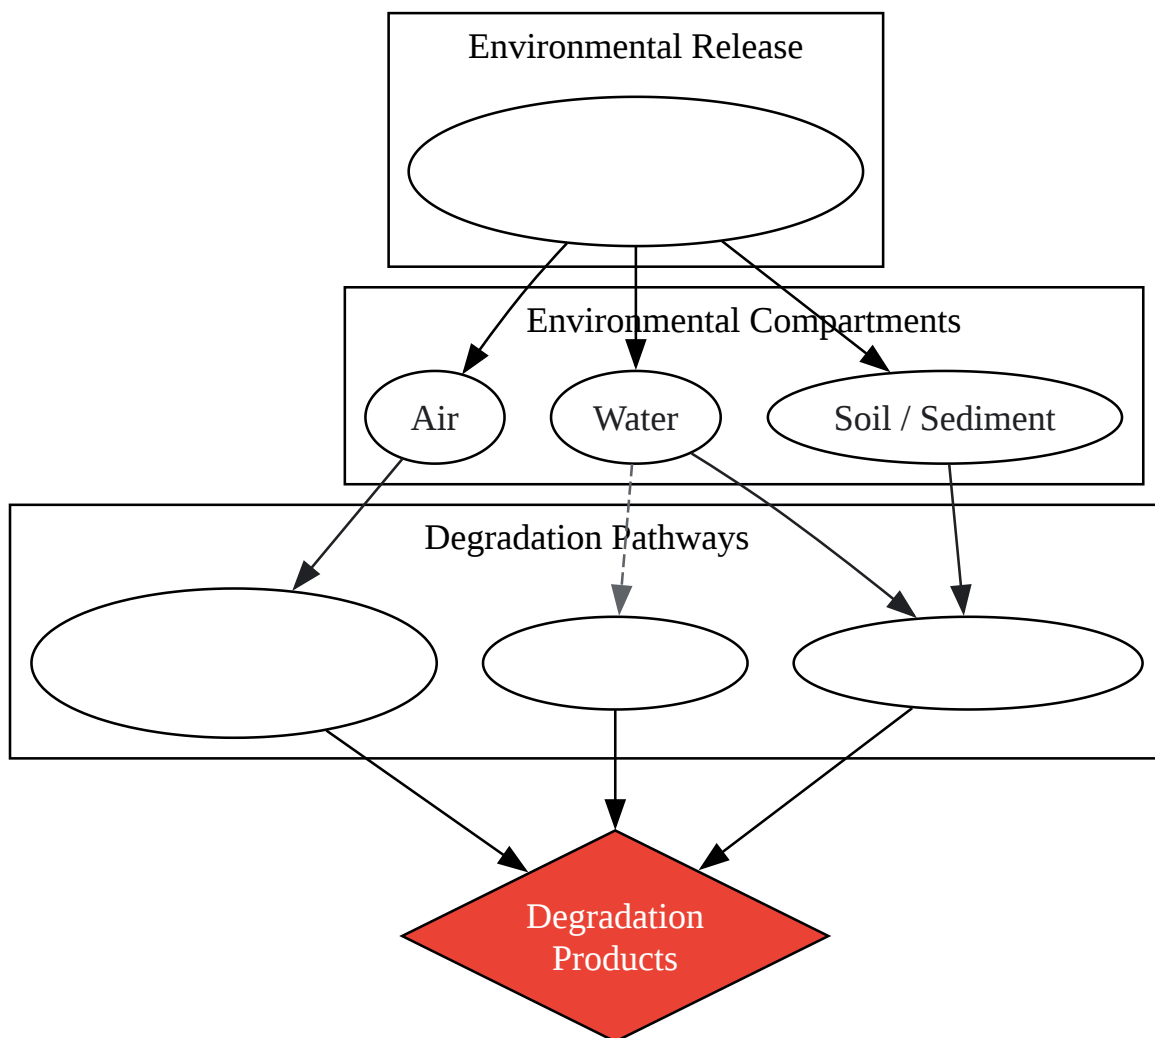 Environmental Release
Environmental Compartments
Air
Water
Soil / Sediment
Degradation Pathways
Degradation
Products